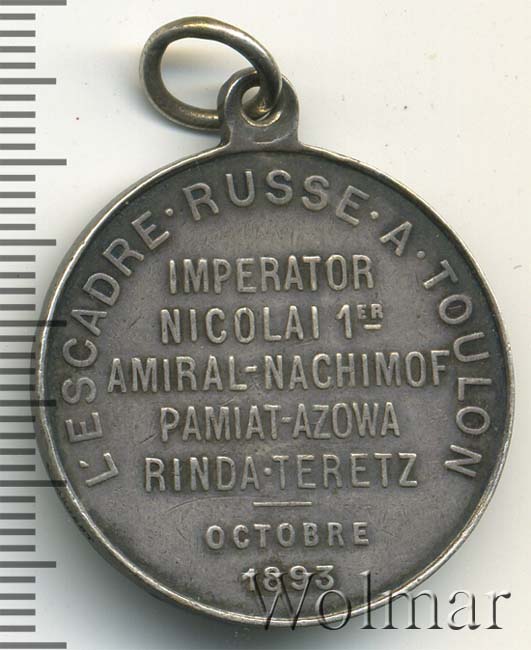 L'ESCADRE·RUSSE·A·TOULON
IMPERATOR
NICOLAI 1ER
AMIRAL-NACHIMOF
PAMIAT-AZOWA
RINDA·TERETZ
OCTOBRE
1893
Wolmar